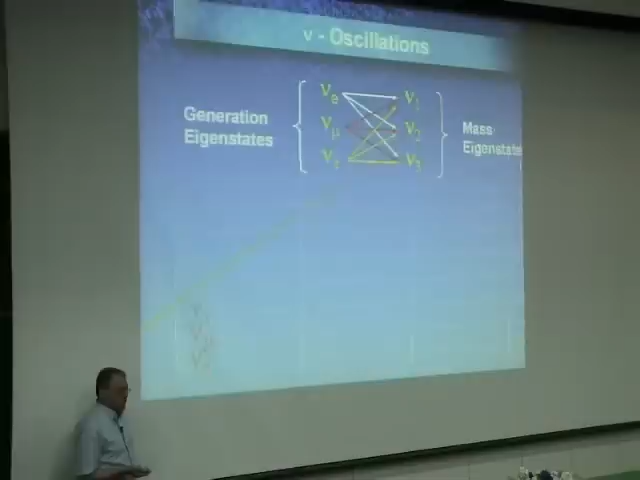 ν - Oscillations
νe ν1
Generation Eigenstates νμ ν2 Mass Eigenstate
ντ ν3